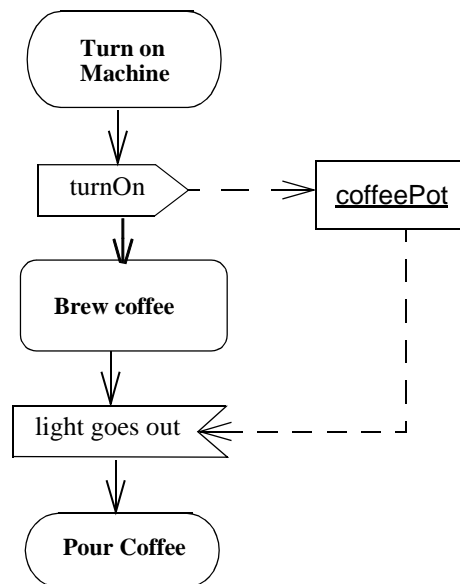 Turn on
Machine
turnOn
coffeePot
Brew coffee
light goes out
Pour Coffee